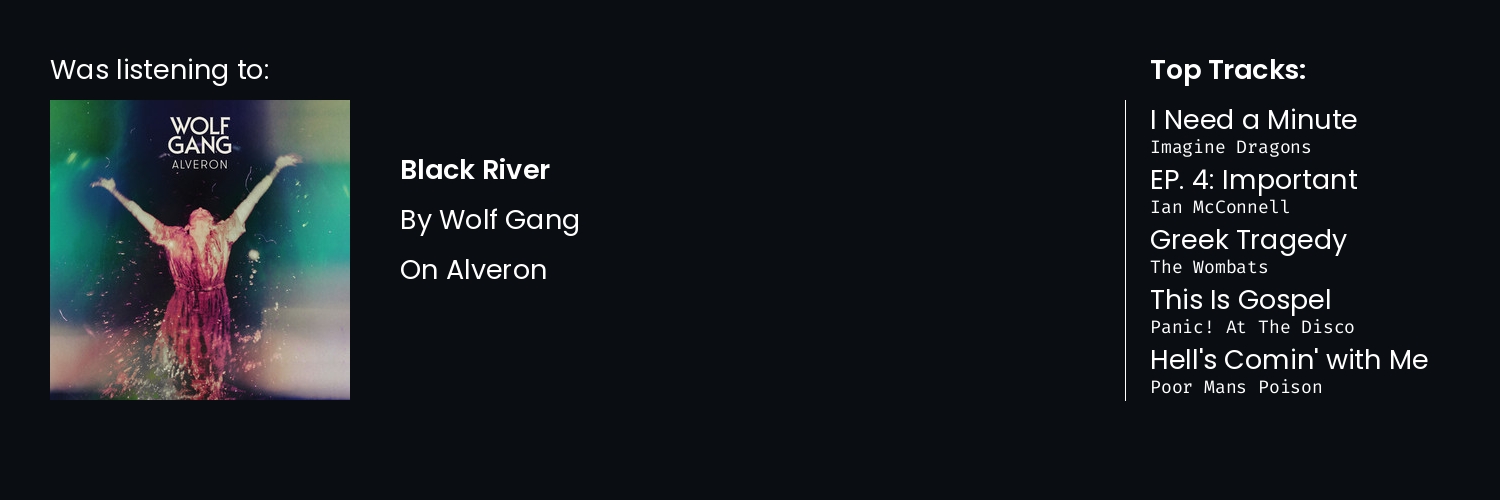 Was listening to:
WOLF
GANG
ALVERON
Black River
By Wolf Gang
On Alveron
Top Tracks:
I Need a Minute
Imagine Dragons
EP. 4: Important
Ian McConnell
Greek Tragedy
The Wombats
This Is Gospel
Panic! At The Disco
Hell's Comin' with Me
Poor Mans Poison